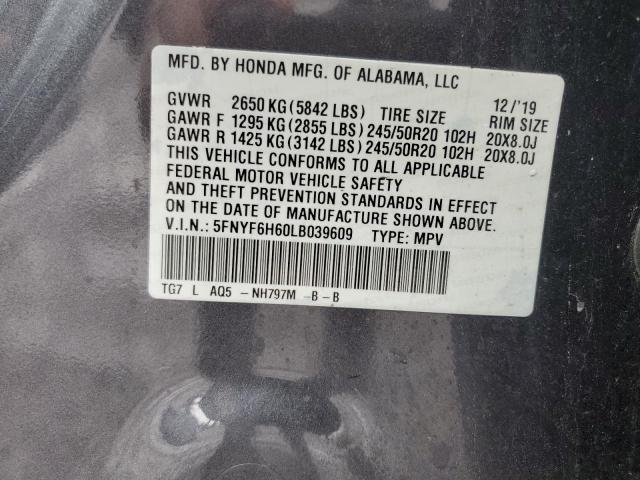 MFD. BY HONDA MFG. OF ALABAMA, LLC
GVWR 2650 KG (5842 LBS) TIRE SIZE 12/'19 RIM SIZE
GAWR F 1295 KG (2855 LBS) 245/50R20 102H 20X8.0J
GAWR R 1425 KG (3142 LBS) 245/50R20 102H 20X8.0J
THIS VEHICLE CONFORMS TO ALL APPLICABLE
FEDERAL MOTOR VEHICLE SAFETY
AND THEFT PREVENTION STANDARDS IN EFFECT
ON THE DATE OF MANUFACTURE SHOWN ABOVE.
V.I.N.: 5FNYF6H60LB039609 TYPE: MPV
TG7 L AQ5 -NH797M -B-B